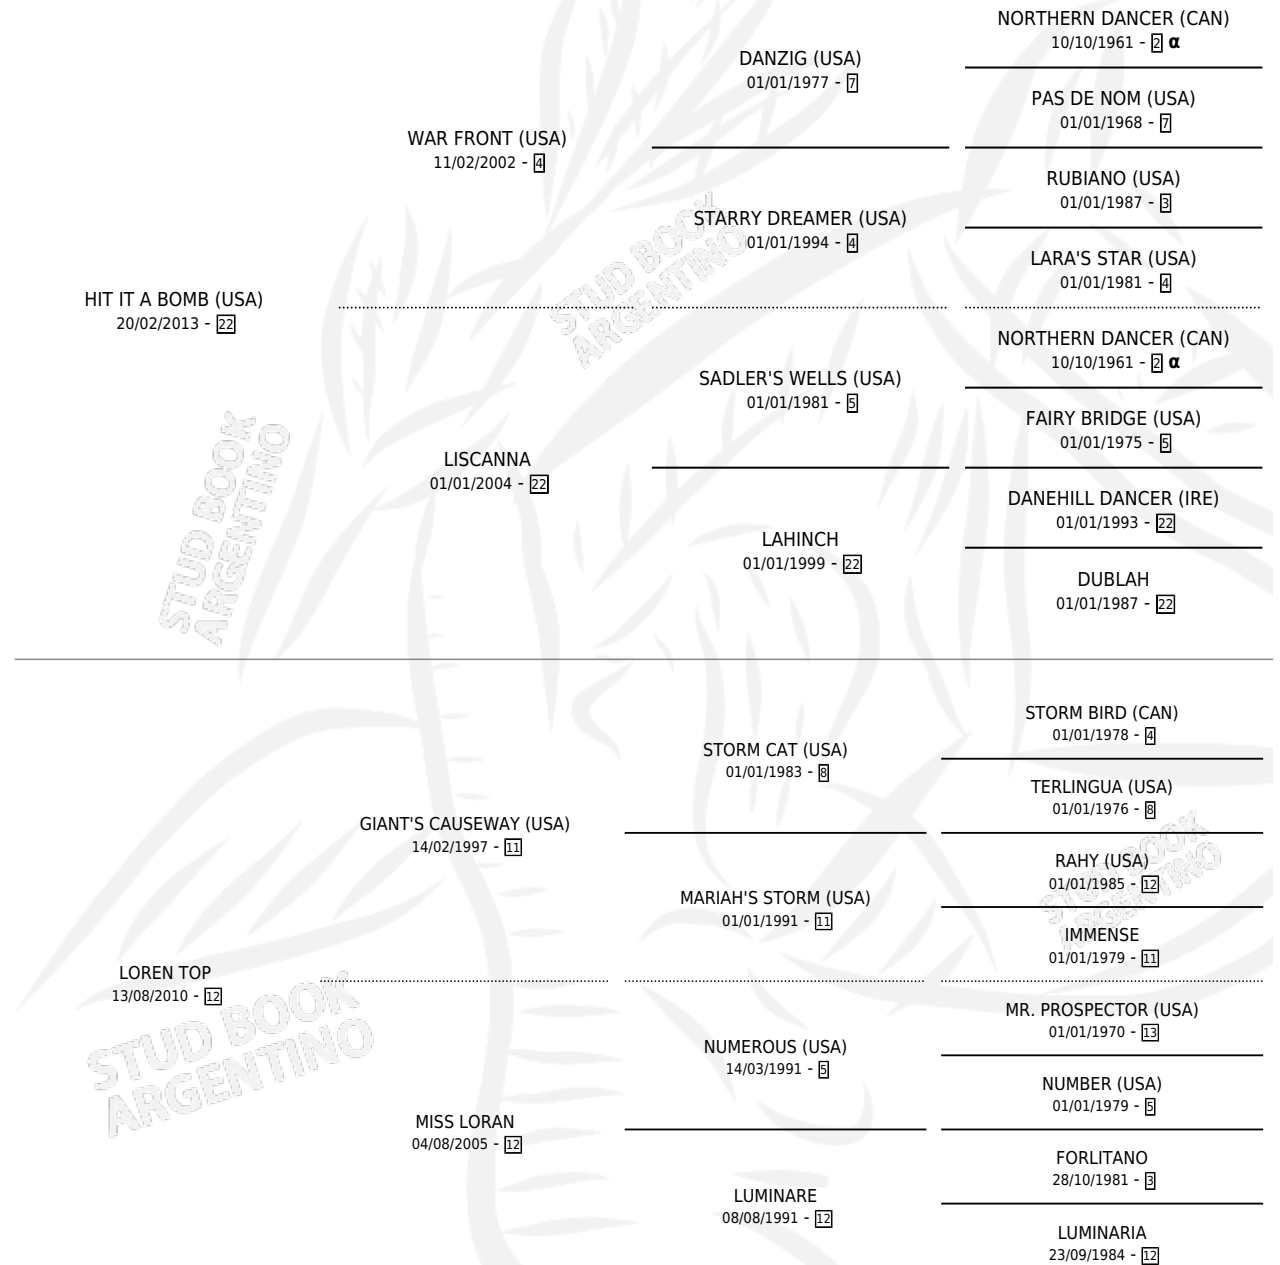 NORTHERN DANCER (CAN)
10/10/1961 - 2 α
DANZIG (USA)
01/01/1977 - 7
PAS DE NOM (USA)
01/01/1968 - 7
WAR FRONT (USA)
11/02/2002 - 4
RUBIANO (USA)
01/01/1987 - 3
STARRY DREAMER (USA)
01/01/1994 - 4
LARA'S STAR (USA)
01/01/1981 - 4
HIT IT A BOMB (USA)
20/02/2013 - 22
NORTHERN DANCER (CAN)
10/10/1961 - 2 α
SADLER'S WELLS (USA)
01/01/1981 - 5
FAIRY BRIDGE (USA)
01/01/1975 - 5
LISCANNA
01/01/2004 - 22
DANEHILL DANCER (IRE)
01/01/1993 - 22
LAHINCH
01/01/1999 - 22
DUBLAH
01/01/1987 - 22
STORM BIRD (CAN)
01/01/1978 - 4
STORM CAT (USA)
01/01/1983 - 8
TERLINGUA (USA)
01/01/1976 - 8
GIANT'S CAUSEWAY (USA)
14/02/1997 - 11
RAHY (USA)
01/01/1985 - 12
MARIAH'S STORM (USA)
01/01/1991 - 11
IMMENSE
01/01/1979 - 11
LOREN TOP
13/08/2010 - 12
MR. PROSPECTOR (USA)
01/01/1970 - 13
NUMEROUS (USA)
14/03/1991 - 5
NUMBER (USA)
01/01/1979 - 5
MISS LORAN
04/08/2005 - 12
FORLITANO
28/10/1981 - 3
LUMINARE
08/08/1991 - 12
LUMINARIA
23/09/1984 - 12
STUD BOOK
ARGENTINO
STUD BOOK
ARGENTINO
STUD BOOK
ARGENTINO
STUD BOOK
ARGENTINO